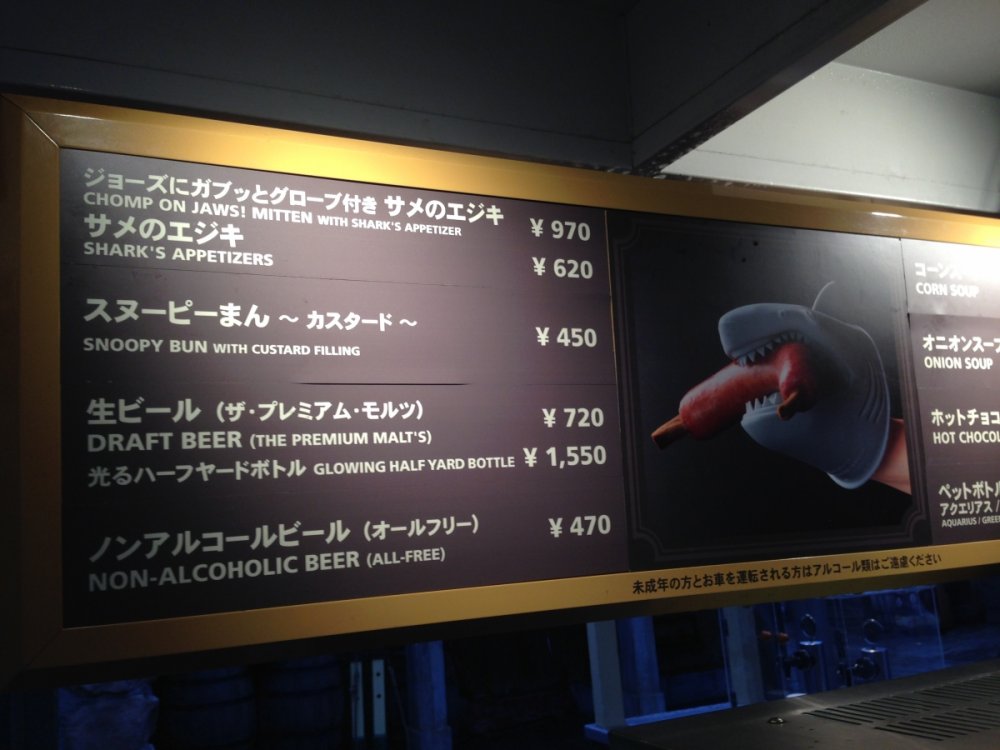 ジョーズにガブッとグローブ付き サメのエジキ
CHOMP ON JAWS! MITTEN WITH SHARK'S APPETIZER ¥ 970
サメのエジキ
SHARK'S APPETIZERS ¥ 620
スヌーピーまん ～ カスタード ～ ¥ 450
SNOOPY BUN WITH CUSTARD FILLING
生ビール（ザ・プレミアム・モルツ） ¥ 720
DRAFT BEER (THE PREMIUM MALT'S)
光るハーフヤードボトル GLOWING HALF YARD BOTTLE ¥ 1,550
ノンアルコールビール（オールフリー） ¥ 470
NON-ALCOHOLIC BEER (ALL-FREE)
コーンス
CORN SOUP
オニオンスープ
ONION SOUP
ホットチョコ
HOT CHOCOL
ペットボトル
アクエリアス /
AQUARIUS / GREE
未成年の方とお車を運転される方はアルコール類はご遠慮ください